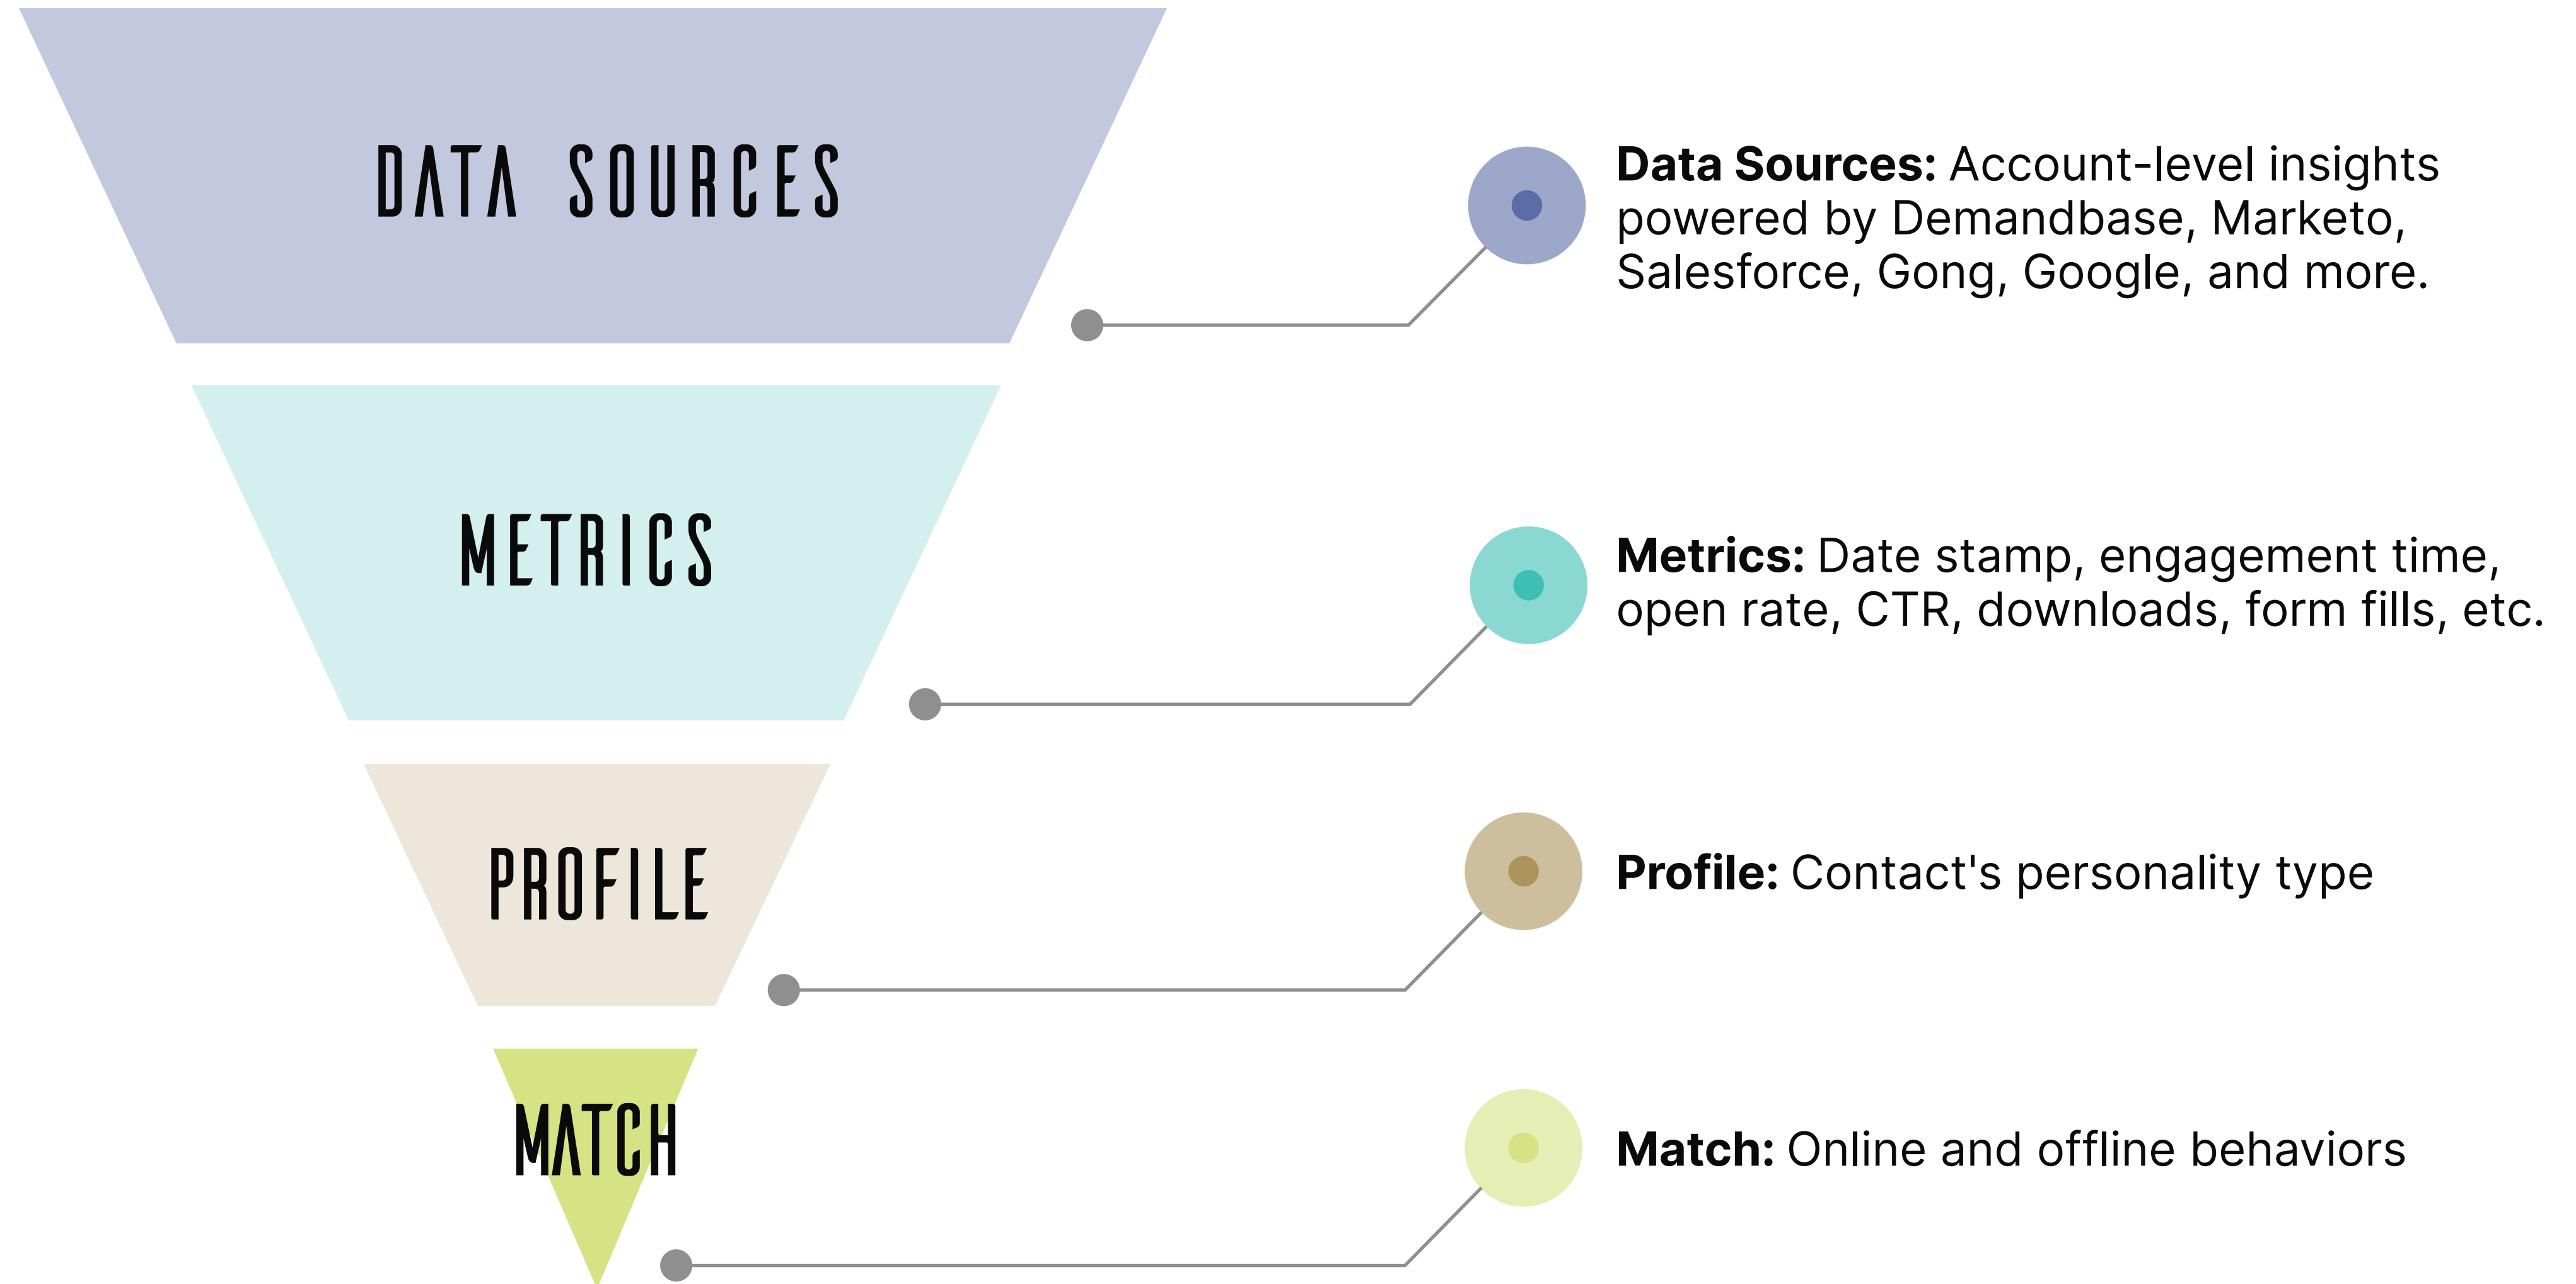 DATA SOURCES
Data Sources: Account-level insights
powered by Demandbase, Marketo,
Salesforce, Gong, Google, and more.
METRICS
Metrics: Date stamp, engagement time,
open rate, CTR, downloads, form fills, etc.
PROFILE
Profile: Contact's personality type
MATCH
Match: Online and offline behaviors